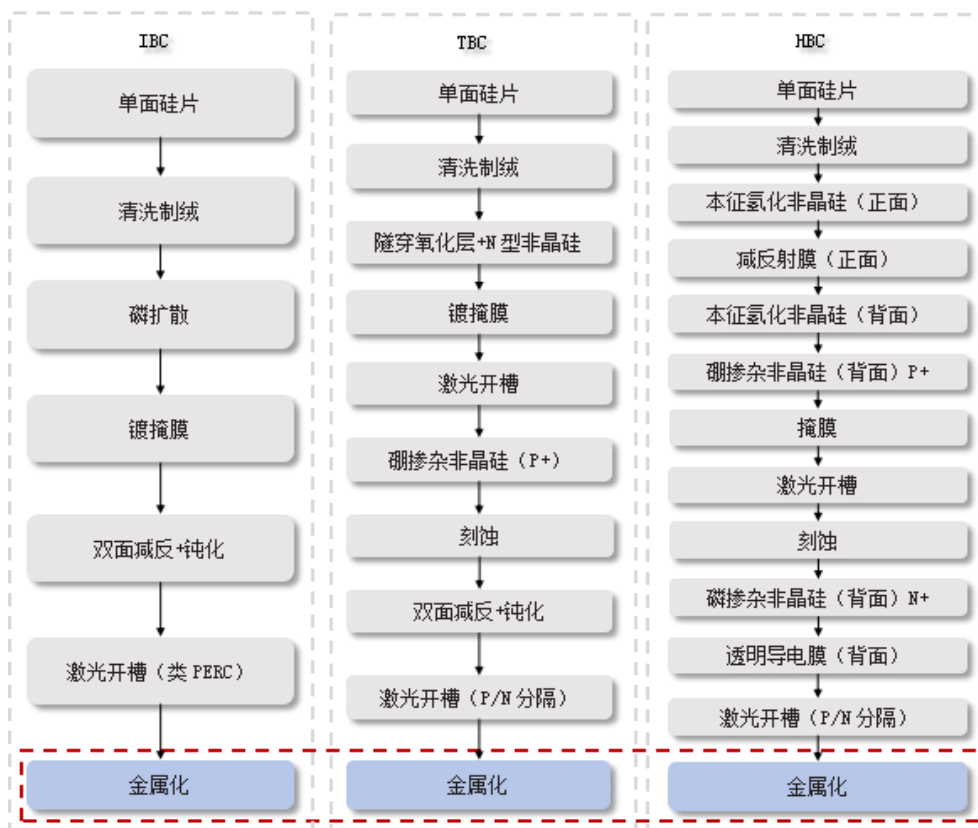 IBC
单面硅片
清洗制绒
磷扩散
镀掩膜
双面减反+钝化
激光开槽（类PERC）
金属化
TBC
单面硅片
清洗制绒
隧穿氧化层+N型非晶硅
镀掩膜
激光开槽
硼掺杂非晶硅（P+）
刻蚀
双面减反+钝化
激光开槽（P/N分隔）
金属化
HBC
单面硅片
清洗制绒
本征氢化非晶硅（正面）
减反射膜（正面）
本征氢化非晶硅（背面）
硼掺杂非晶硅（背面）P+
掩膜
激光开槽
刻蚀
磷掺杂非晶硅（背面）N+
透明导电膜（背面）
激光开槽（P/N分隔）
金属化